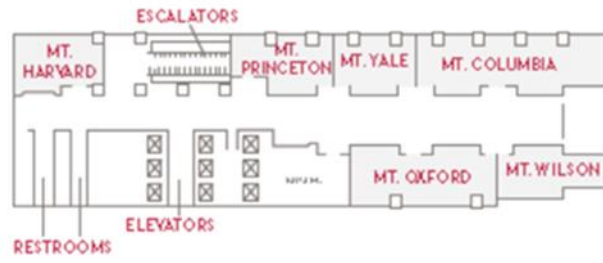 ESCALATORS
MT.
HARVARD
MT.
PRINCETON
MT. YALE
MT. COLUMBIA
MT. OXFORD
MT. WILSON
ELEVATORS
RESTROOMS